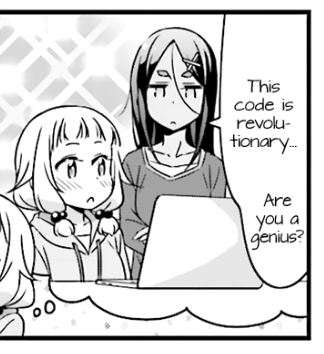 This
code is
revolu-
tionary...
Are
you a
genius?